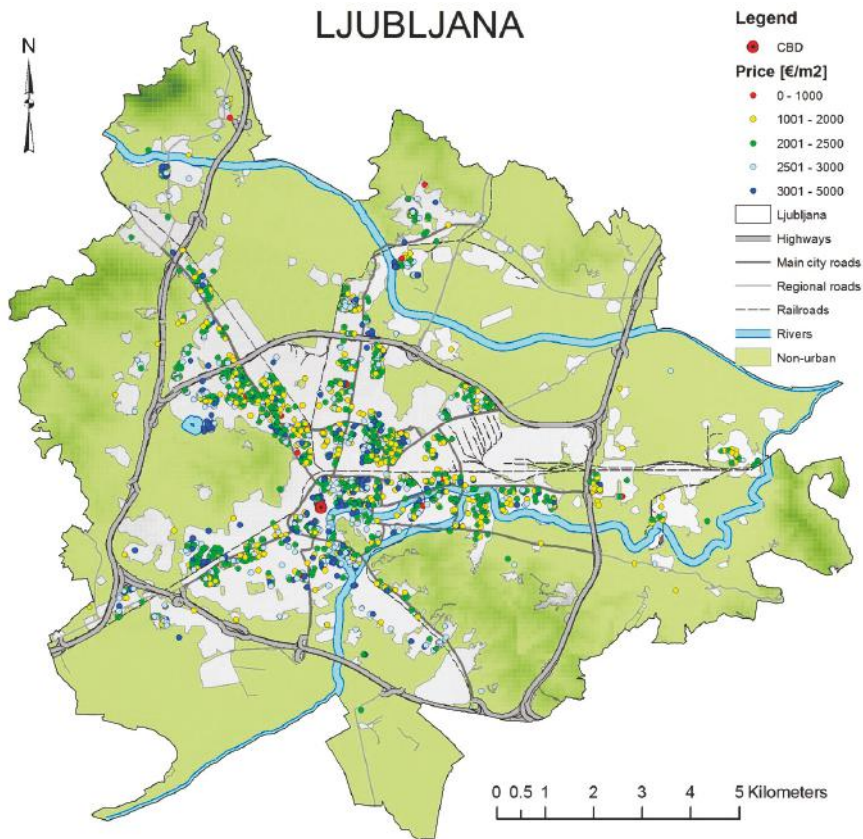 LJUBLJANA
N
Legend
CBD
Price [€/m2]
0 - 1000
1001 - 2000
2001 - 2500
2501 - 3000
3001 - 5000
Ljubljana
Highways
Main city roads
Regional roads
Railroads
Rivers
Non-urban
0 0.5 1 2 3 4 5 Kilometers